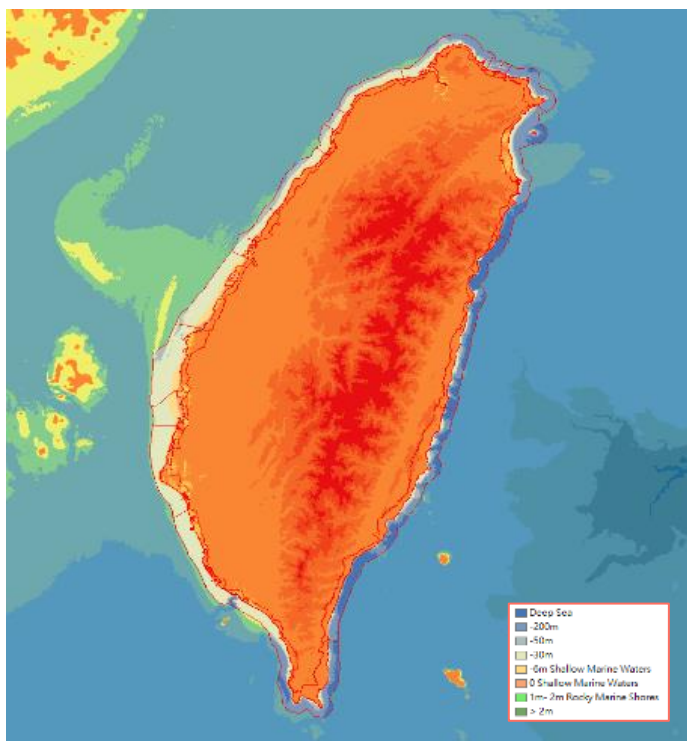 Deep Sea
-200m
-50m
-30m
-6m Shallow Marine Waters
0 Shallow Marine Waters
1m- 2m Rocky Marine Shores
> 2m